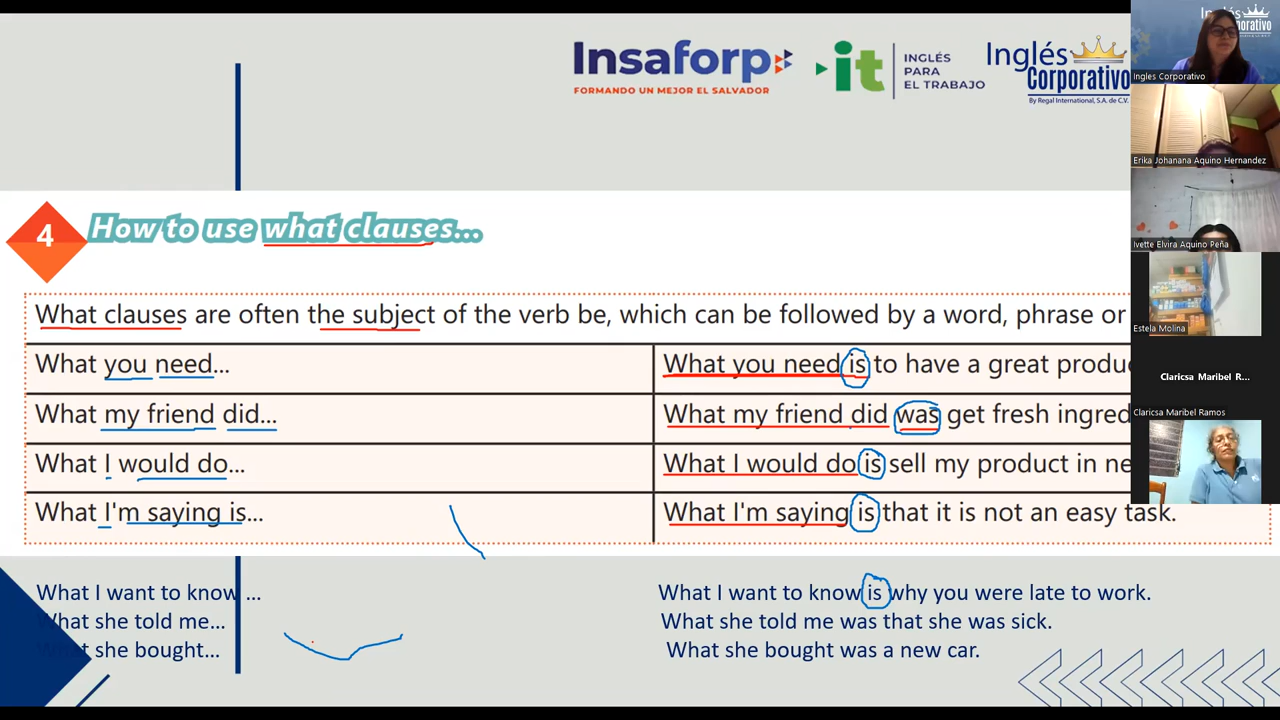 Insaforp
FORMANDO UN MEJOR EL SALVADOR
it
INGLÉS
PARA
EL TRABAJO
Inglés
Corporativo
By Regal International, S.A. de C.V.
Ingles Corporativo
Erika Johanana Aquino Hernandez
Ivette Elvira Aquino Peña
Estela Molina
Claricsa Maribel R...
Claricsa Maribel Ramos
4
How to use what clauses...
What clauses are often the subject of the verb be, which can be followed by a word, phrase or
What you need...
What you need is to have a great produc
What my friend did...
What my friend did was get fresh ingred
What I would do...
What I would do is sell my product in ne
What I'm saying is...
What I'm saying is that it is not an easy task.
What I want to know ...
What I want to know is why you were late to work.
What she told me...
What she told me was that she was sick.
What she bought...
What she bought was a new car.